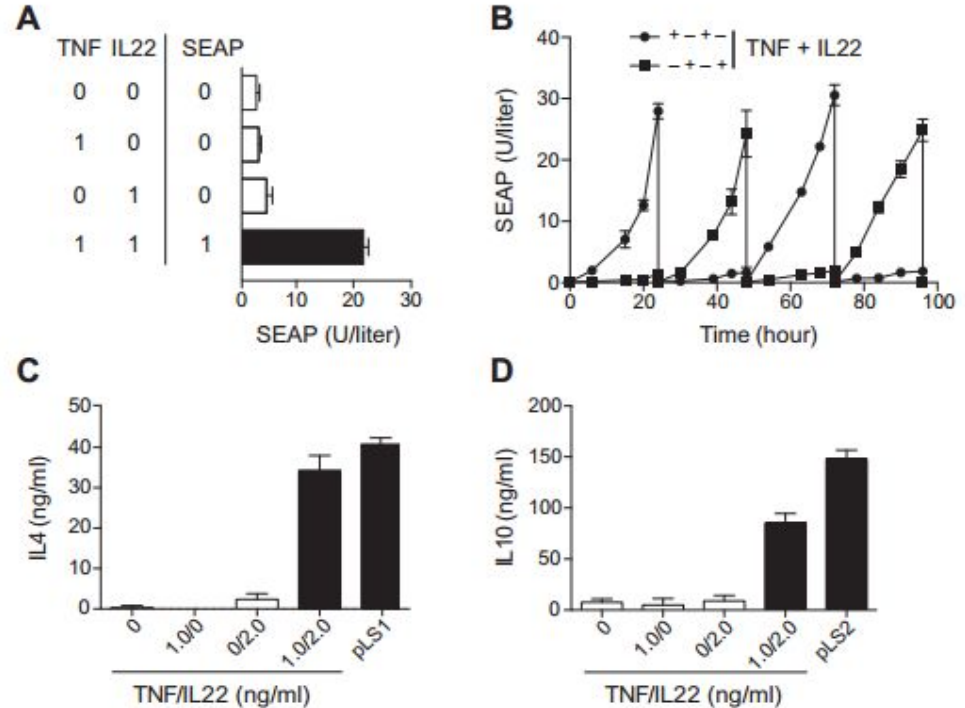 A
TNF IL22 SEAP
0 0 0
1 0 0
0 1 0
1 1 1
0 10 20 30
SEAP (U/liter)
B
+ – + –
– + – +
TNF + IL22
40
30
20
10
0
SEAP (U/liter)
0 20 40 60 80 100
Time (hour)
C
50
40
30
20
10
0
IL4 (ng/ml)
0 1.0/0 0/2.0 1.0/2.0 pLS1
TNF/IL22 (ng/ml)
D
200
150
100
50
0
IL10 (ng/ml)
0 1.0/0 0/2.0 1.0/2.0 pLS2
TNF/IL22 (ng/ml)